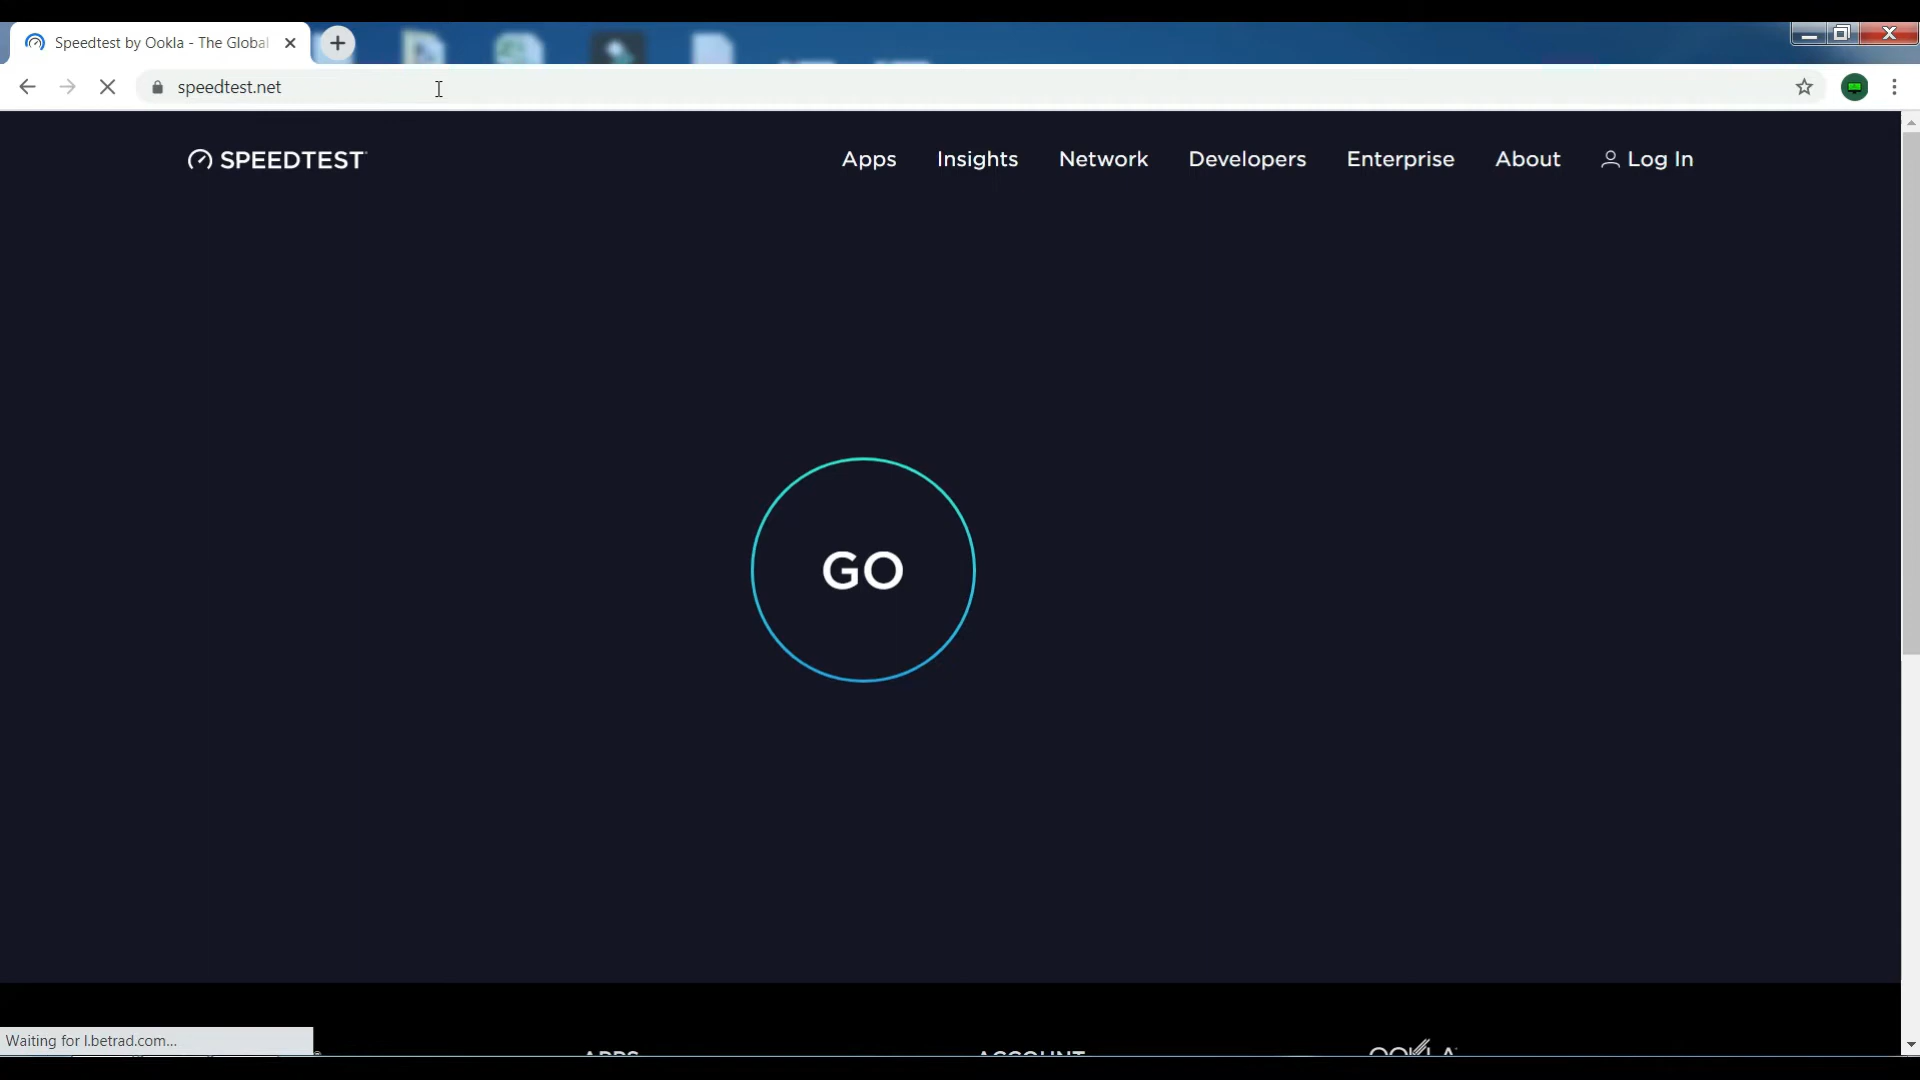 Speedtest by Ookla - The Global
speedtest.net
SPEEDTEST
Apps Insights Network Developers Enterprise About Log In
GO
Waiting for l.betrad.com...
APPS ACCOUNT OOKLA